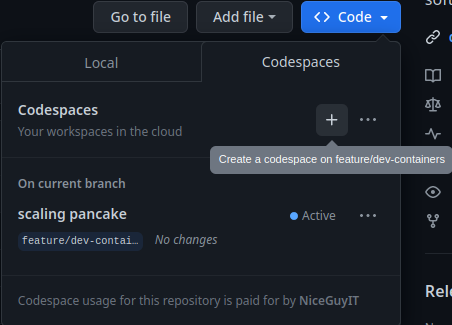 Go to file
Add file
<> Code
Local
Codespaces
Codespaces
Your workspaces in the cloud
+
...
Create a codespace on feature/dev-containers
On current branch
scaling pancake
Active
...
feature/dev-contai…
No changes
Rele
Codespace usage for this repository is paid for by NiceGuyIT